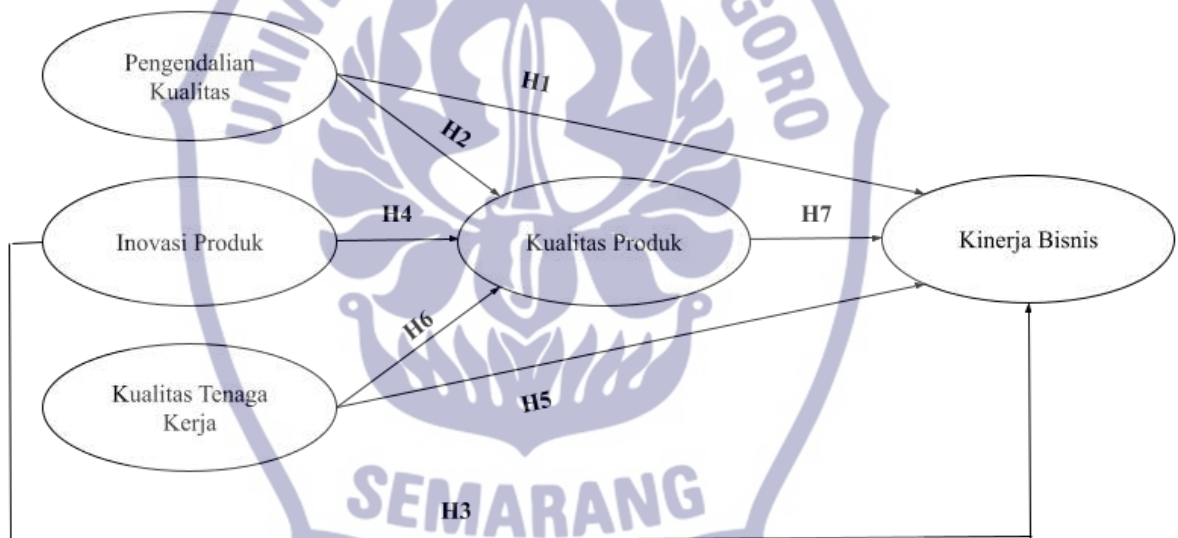 Pengendalian
Kualitas
H1
H2
Inovasi Produk
H4
Kualitas Produk
H7
Kinerja Bisnis
H6
Kualitas Tenaga
Kerja
H5
SEMARANG
H3